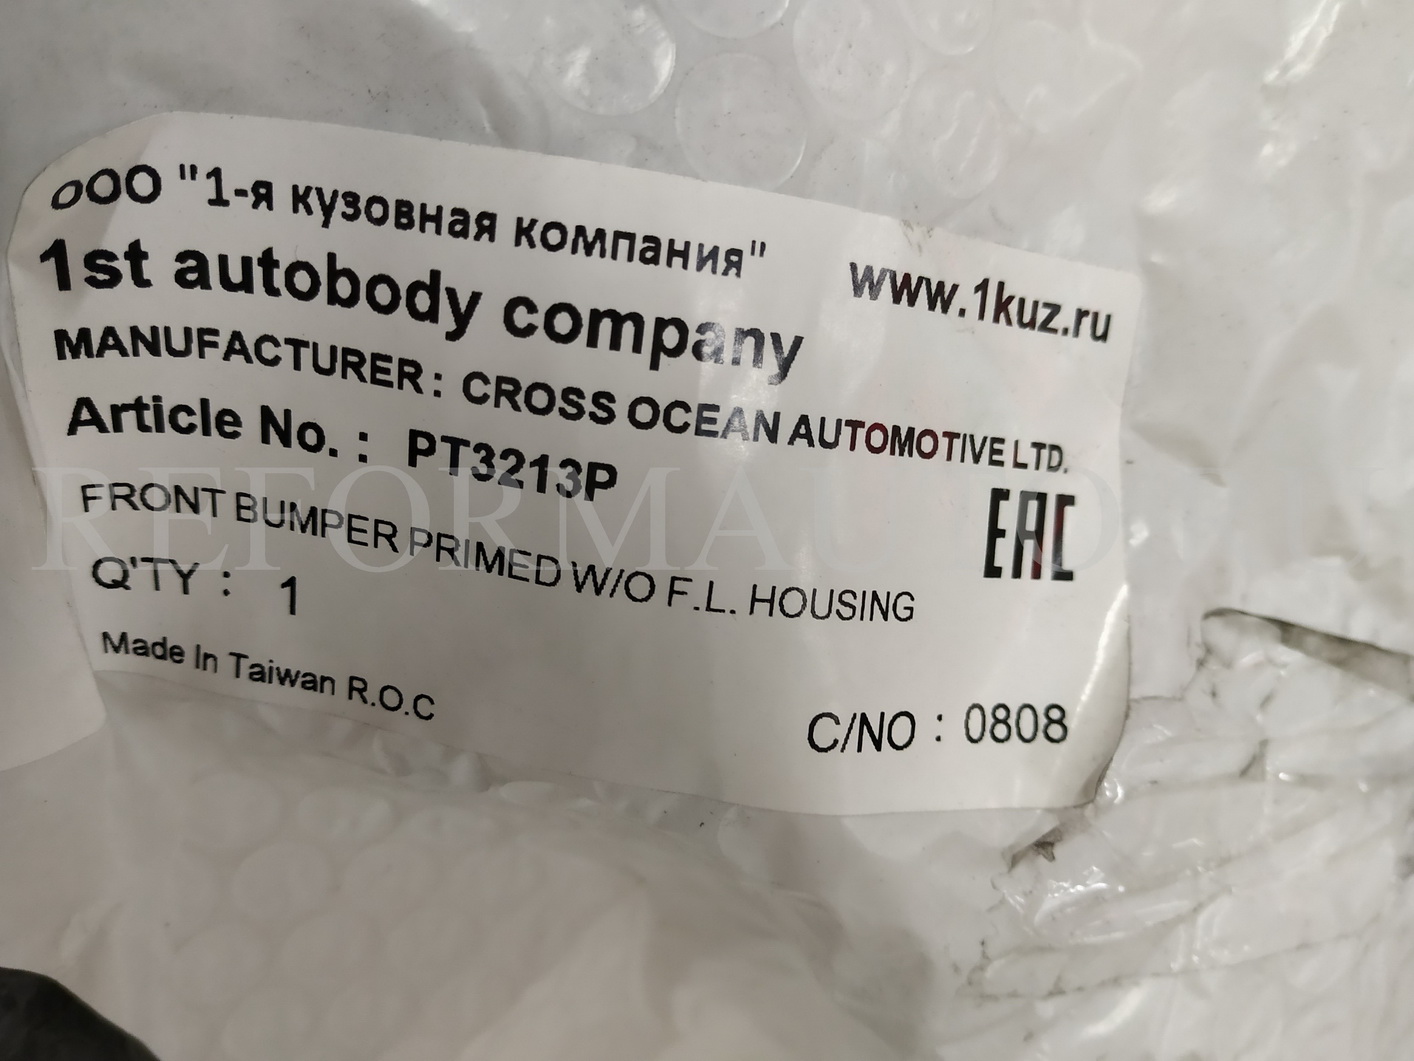 ООО "1-я кузовная компания"
www.1kuz.ru
1st autobody company
MANUFACTURER: CROSS OCEAN AUTOMOTIVE LTD.
Article No. : PT3213P
EAC
FRONT BUMPER PRIMED W/O F.L. HOUSING
Q'TY : 1
Made In Taiwan R.O.C
C/NO : 0808
REFORMAUTO